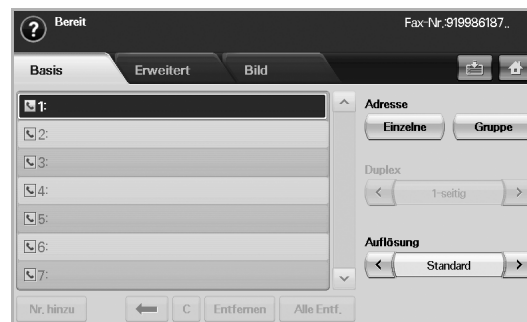 ? Bereit Fax-Nr.:919986187..
Basis Erweitert Bild
1: Adresse
2: Einzelne Gruppe
3: Duplex
4: 1-seitig
5:
6: Auflösung
7: Standard
Nr. hinzu C Entfernen Alle Entf.